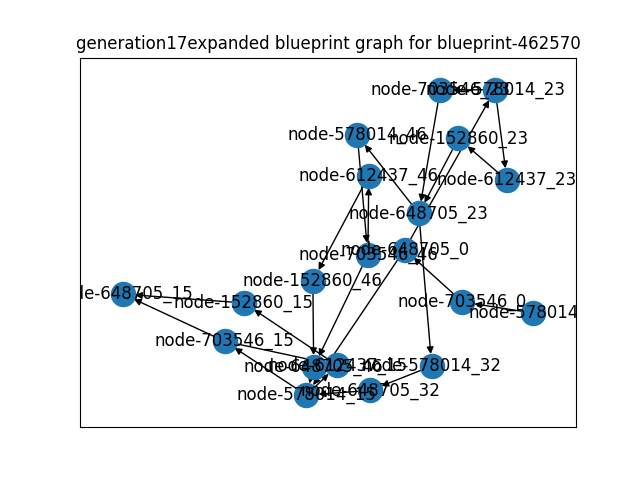 generation17expanded blueprint graph for blueprint-462570
node-703546_23
node-578014_23
node-578014_46
node-152860_23
node-612437_46
node-612437_23
node-648705_23
node-648705_0
node-703546_46
node-152860_46
le-648705_15
node-152860_15
node-703546_0
node-578014
node-703546_15
node-612437_15
node-578014_32
node-648705_32
node-578014_15